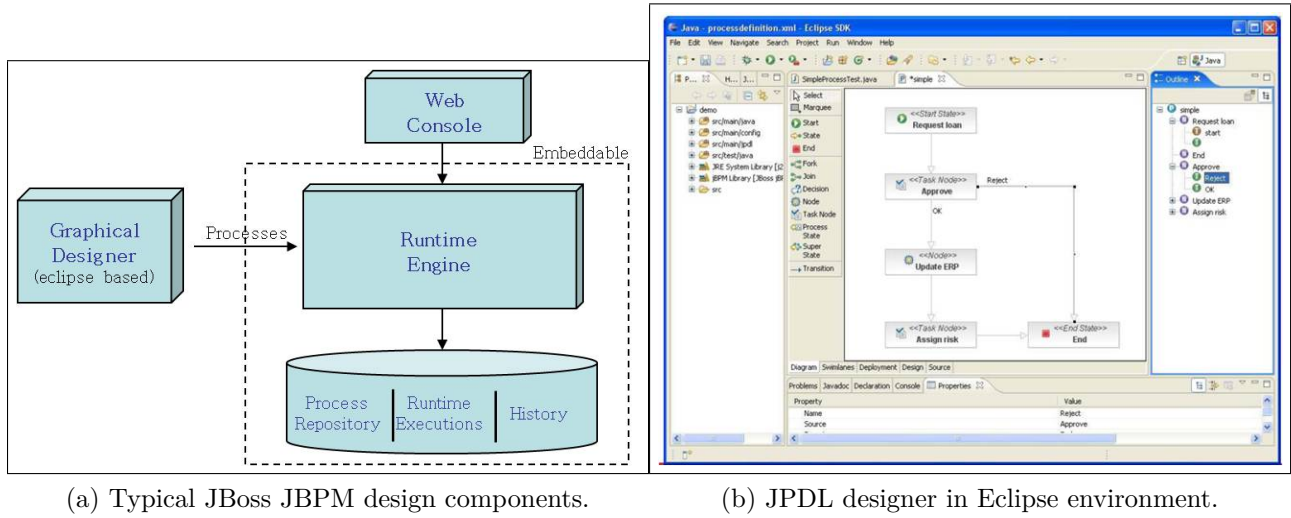 Web
Console
Embeddable
Graphical
Designer
(eclipse based)
Processes
Runtime
Engine
Process
Repository
Runtime
Executions
History
(a) Typical JBoss JBPM design components.
Java - processdefinition.xml - Eclipse SDK
File Edit View Navigate Search Project Run Window Help
Java
P... H... J...
demo
src/main/java
src/main/config
src/main/jpdl
src/test/java
JRE System Library [j2
jBPM Library [JBoss jBP
src
SimpleProcessTest.java
*simple
Select
Marquee
Start
State
End
Fork
Join
Decision
Node
Task Node
Process
State
Super
State
Transition
<<Start State>>
Request loan
<<Task Node>>
Approve
Reject
OK
<<Node>>
Update ERP
<<Task Node>>
Assign risk
<<End State>>
End
Diagram Swimlanes Deployment Design Source
Outline
simple
Request loan
start
End
Approve
Reject
OK
Update ERP
Assign risk
Problems Javadoc Declaration Console Properties
Property Value
Name Reject
Source Approve
(b) JPDL designer in Eclipse environment.